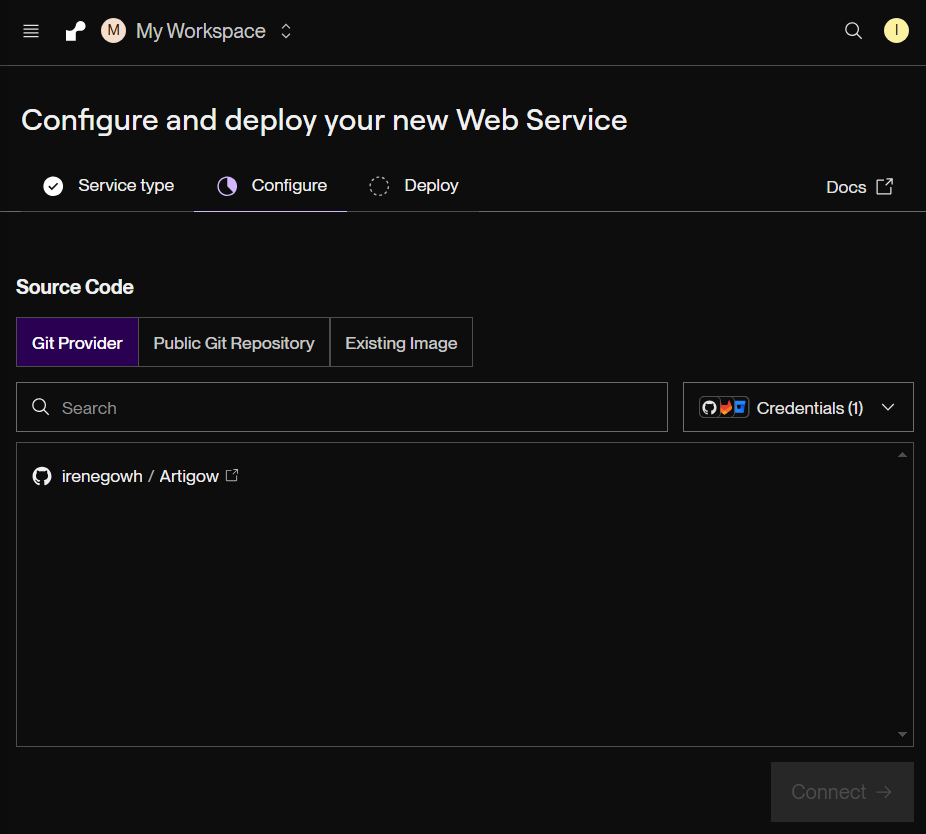 M My Workspace I
Configure and deploy your new Web Service
Service type Configure Deploy Docs
Source Code
Git Provider Public Git Repository Existing Image
Search Credentials (1)
irenegowh / Artigow
Connect →